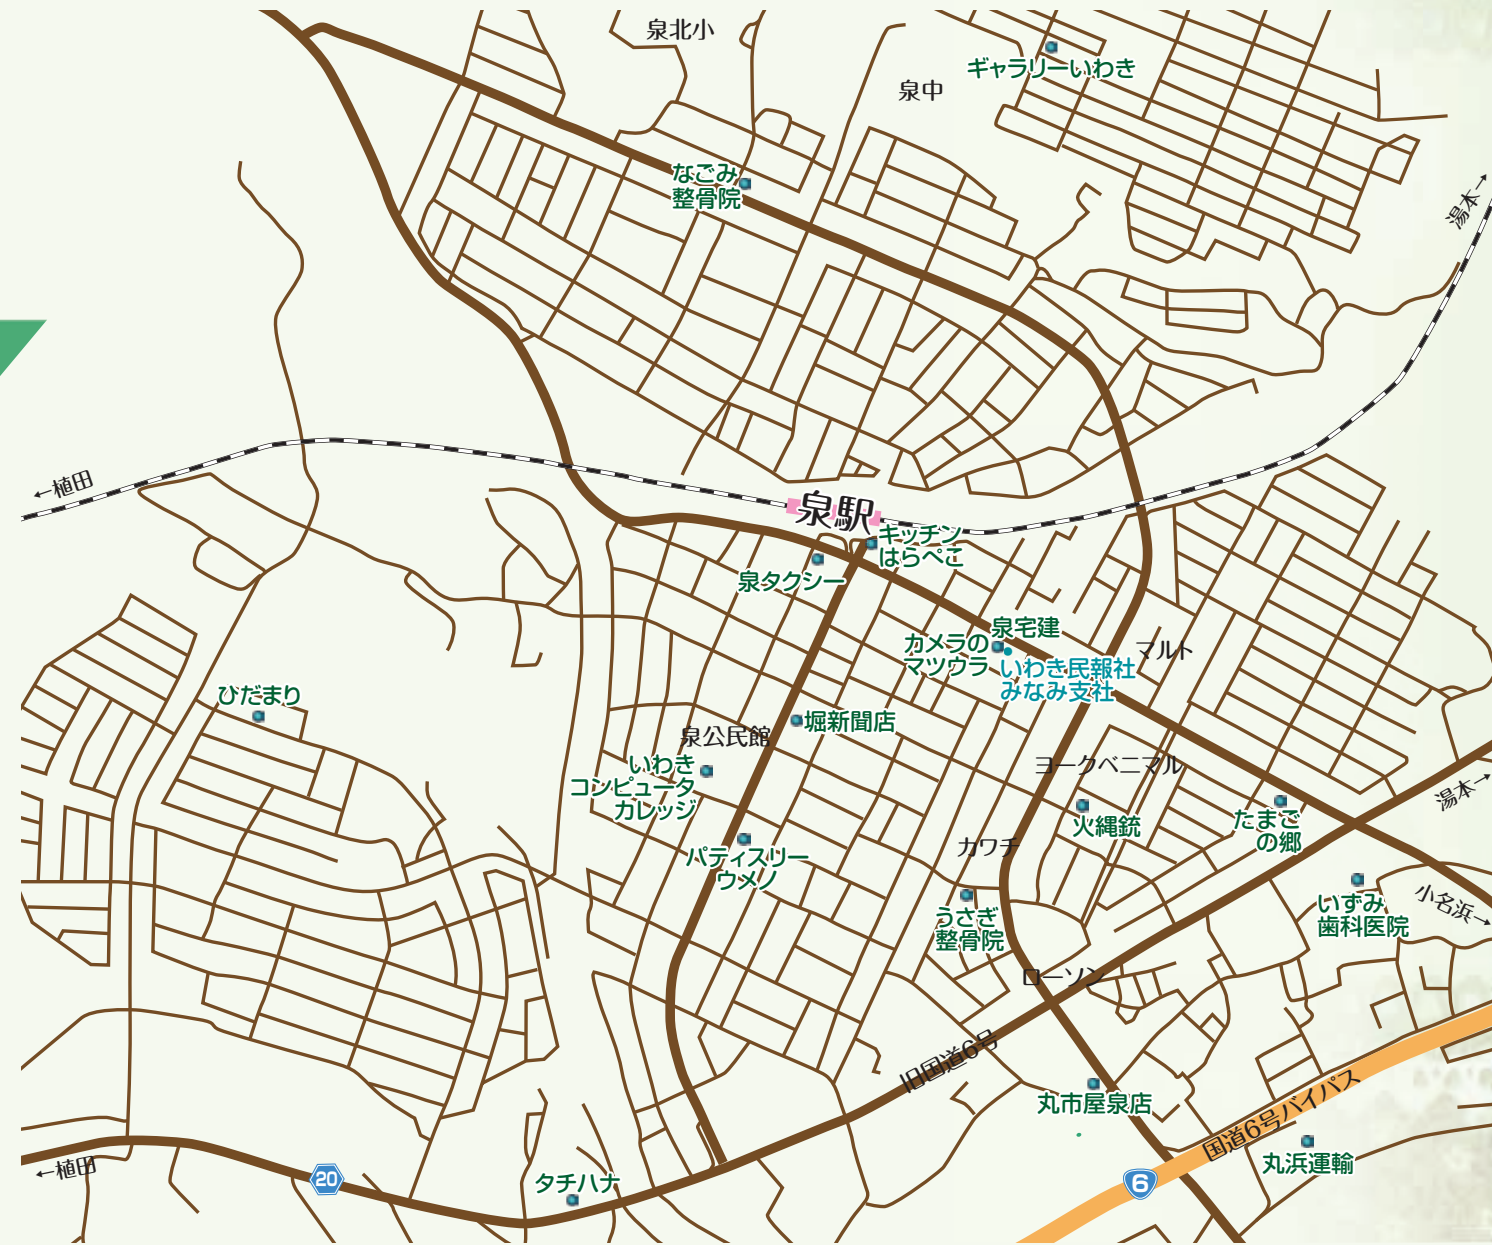 泉北小
ギャラリーいわき
泉中
なごみ
整骨院
湯本→
←植田
泉駅
キッチン
はらぺこ
泉タクシー
泉宅建
カメラの
マツウラ
いわき民報社
みなみ支社
マルト
ひだまり
堀新聞店
泉公民館
いわき
コンピュータ
カレッジ
ヨークベニマル
湯本→
火縄銃
たまご
の郷
カワチ
パティスリー
ウメノ
いずみ
歯科医院
小名浜→
うさぎ
整骨院
ローソン
旧国道6号
丸市屋泉店
国道6号バイパス
丸浜運輸
←植田
20
タチハナ
6